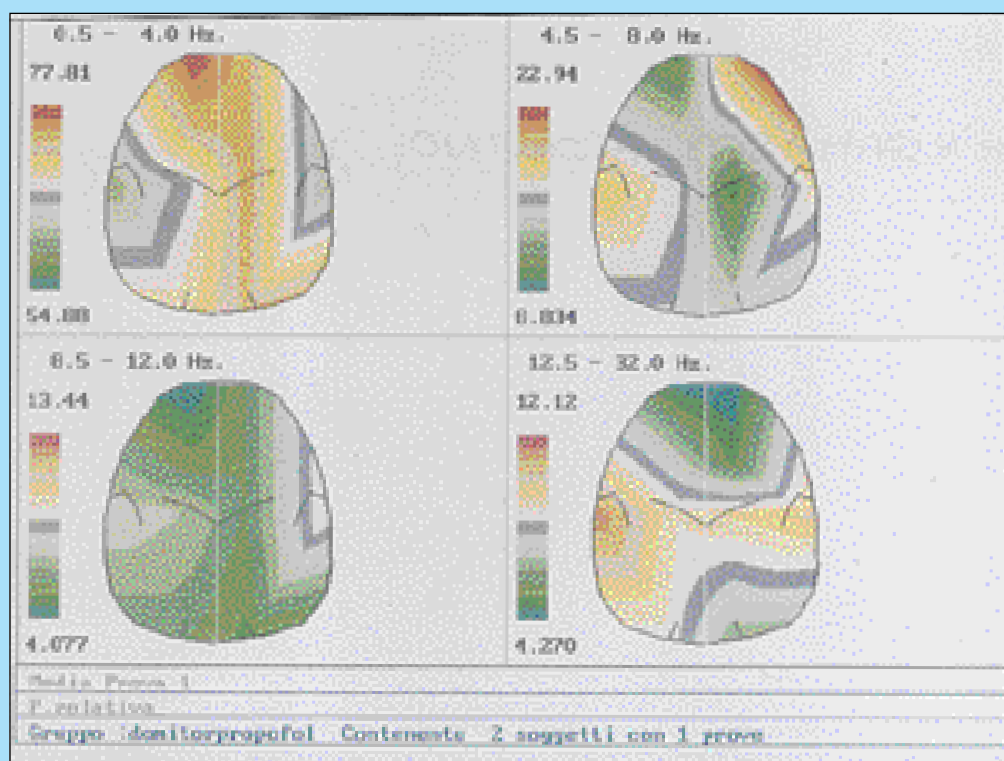 0.5 - 4.0 Hz.
77.81
54.88
4.5 - 8.0 Hz.
22.94
8.834
8.5 - 12.0 Hz.
13.44
4.077
12.5 - 32.0 Hz.
12.12
4.270
Media Prove 1
P.relativa
Gruppo :domitorpropofol Contenente 2 soggetti con 1 prove